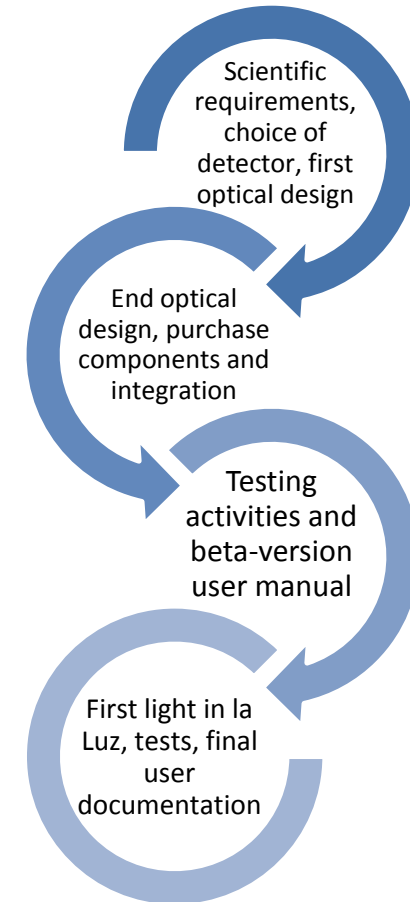 Scientific
requirements,
choice of
detector, first
optical design
End optical
design, purchase
components and
integration
Testing
activities and
beta-version
user manual
First light in la
Luz, tests, final
user
documentation